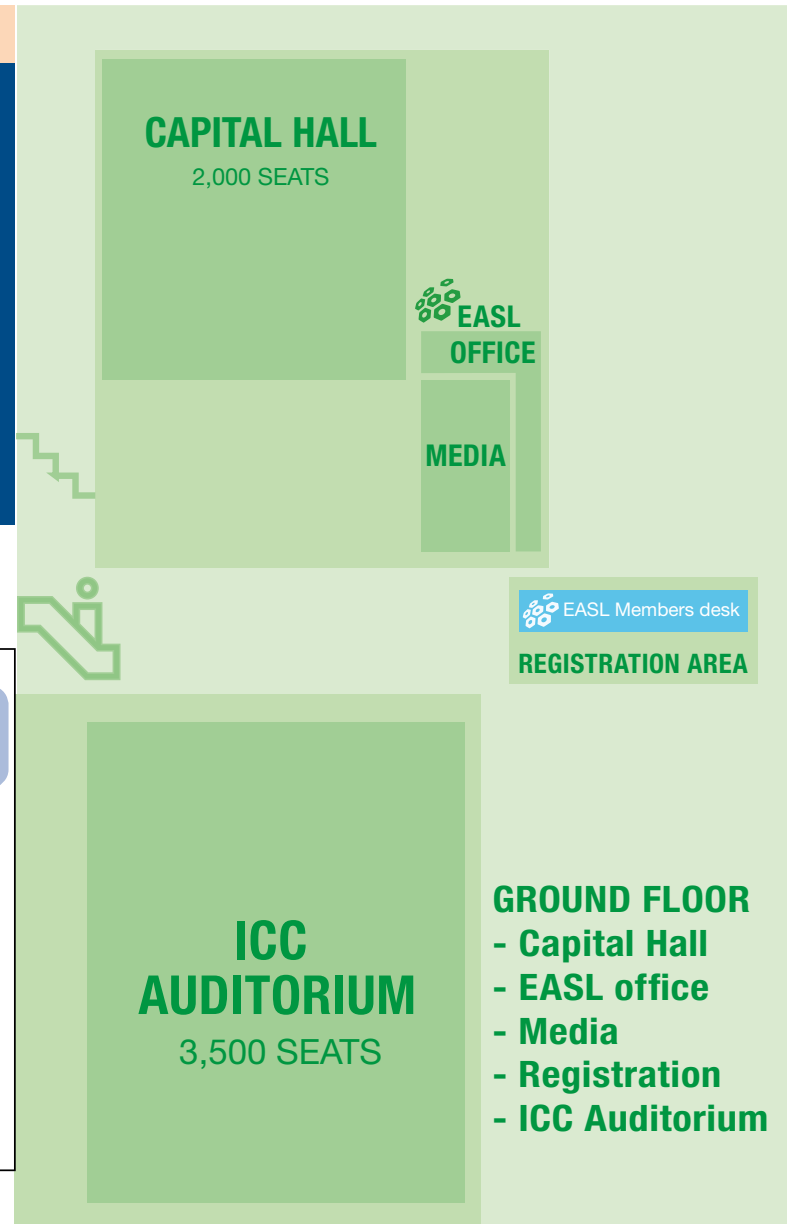 CAPITAL HALL
2,000 SEATS
EASL
OFFICE
MEDIA
EASL Members desk
REGISTRATION AREA
ICC
AUDITORIUM
3,500 SEATS
GROUND FLOOR
- Capital Hall
- EASL office
- Media
- Registration
- ICC Auditorium